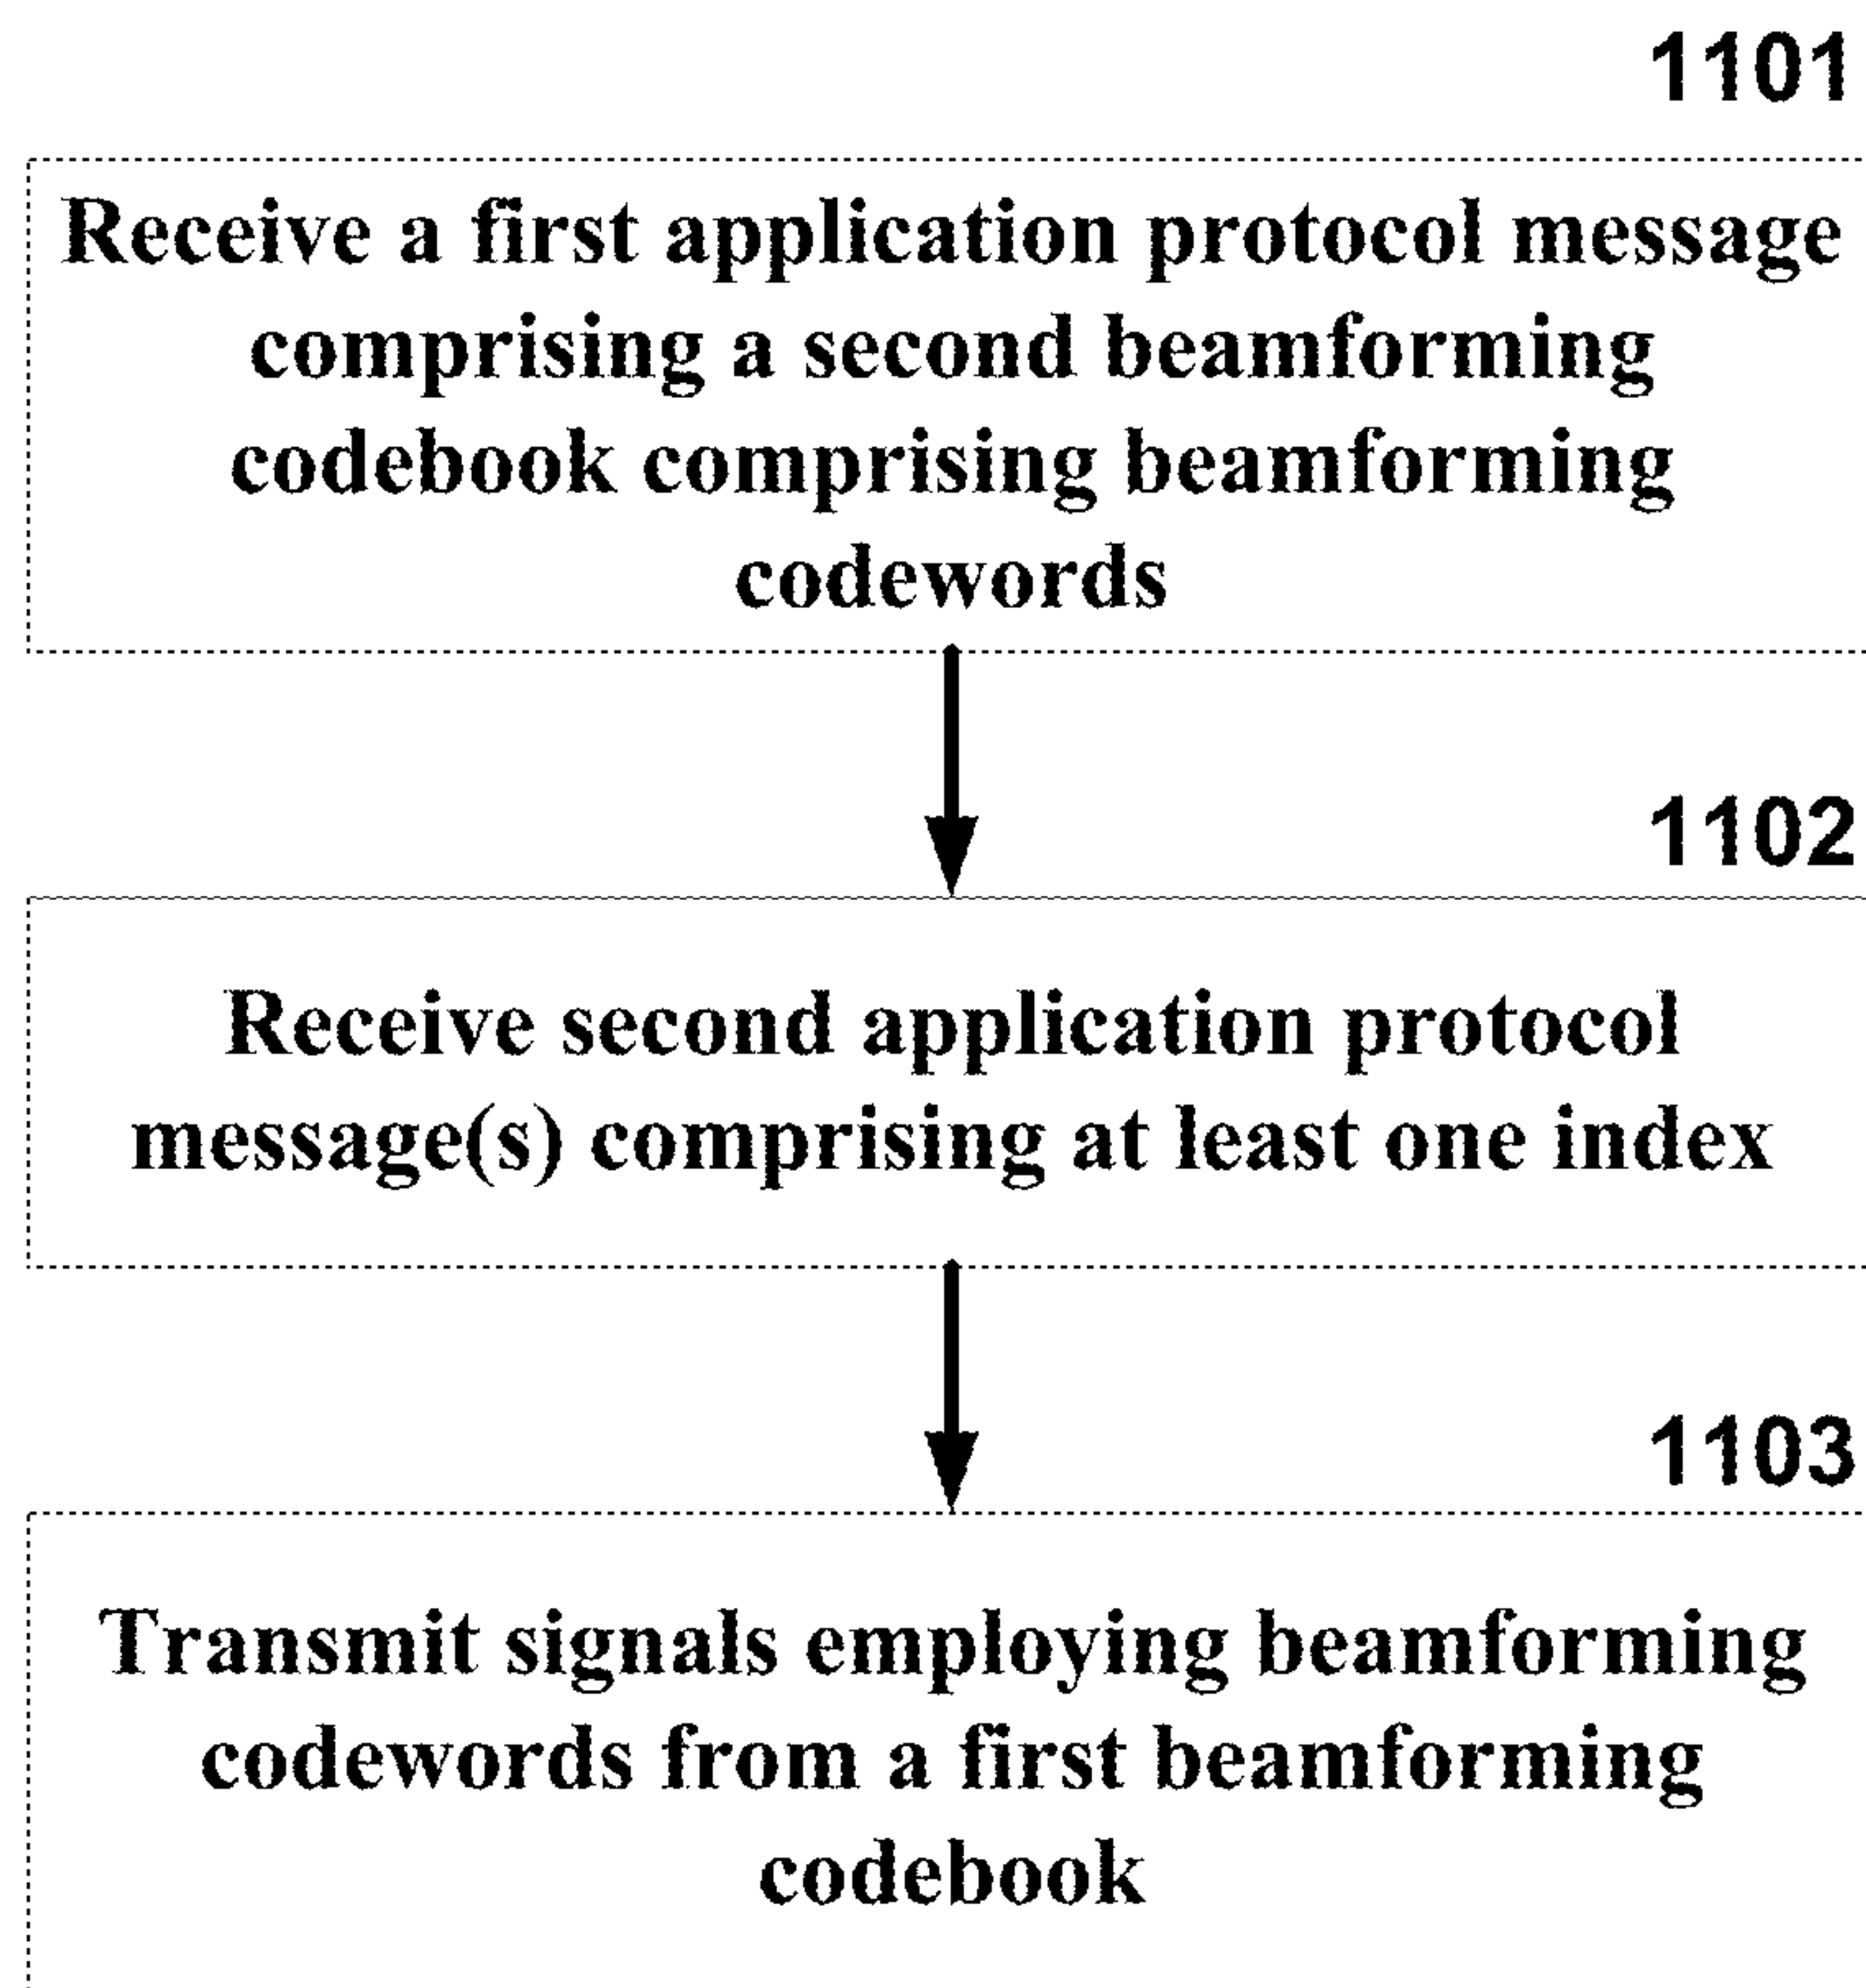 1101
Receive a first application protocol message
comprising a second beamforming
codebook comprising beamforming
codewords
1102
Receive second application protocol
message(s) comprising at least one index
1103
Transmit signals employing beamforming
codewords from a first beamforming
codebook